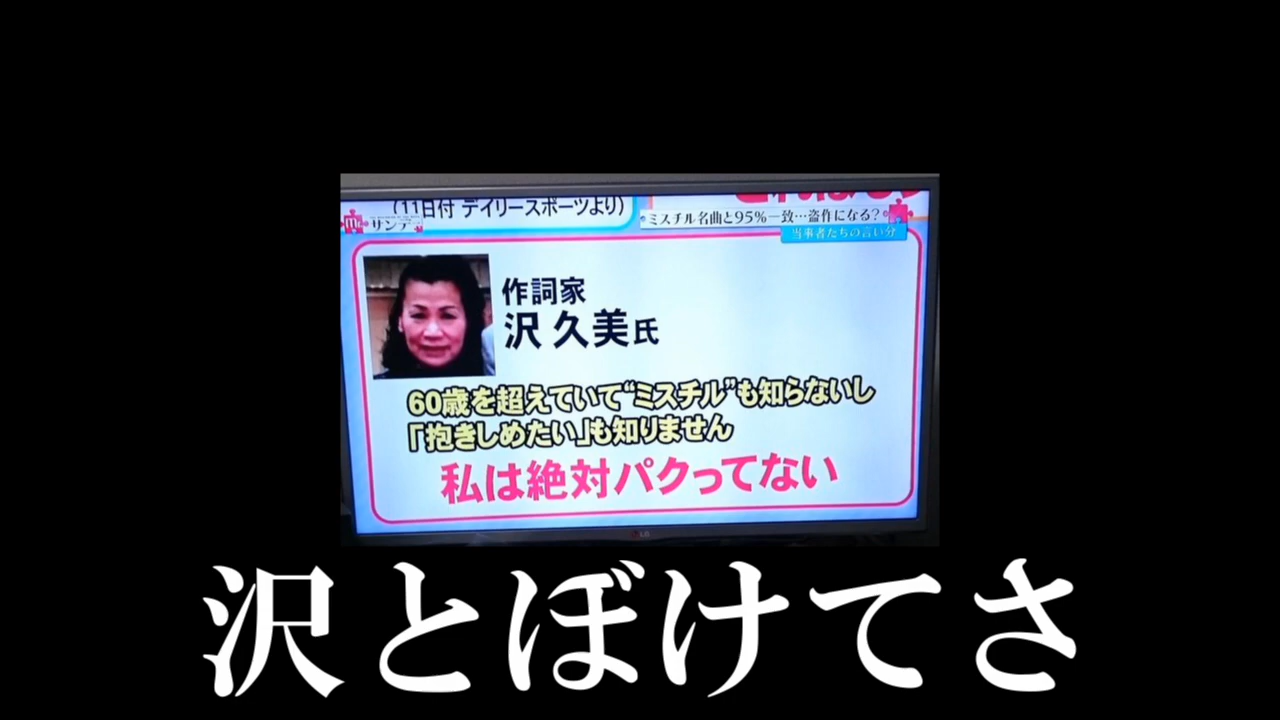 (11日付 デイリースポーツより)
サンデー
ミスチル名曲と95%一致…盗作になる?
当事者たちの言い分
作詞家
沢 久美氏
60歳を超えていて“ミスチル”も知らないし
「抱きしめたい」も知りません
私は絶対パクってない
LG
沢とぼけてさ